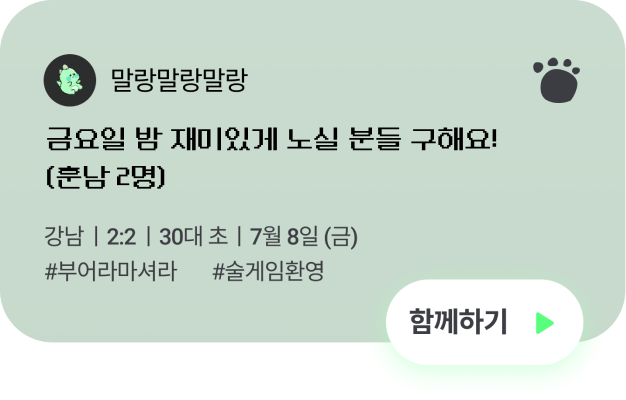 말랑말랑말랑
금요일 밤 재미있게 노실 분들 구해요!
(훈남 2명)
강남 | 2:2 | 30대 초 | 7월 8일 (금)
#부어라마셔라 #술게임환영
함께하기